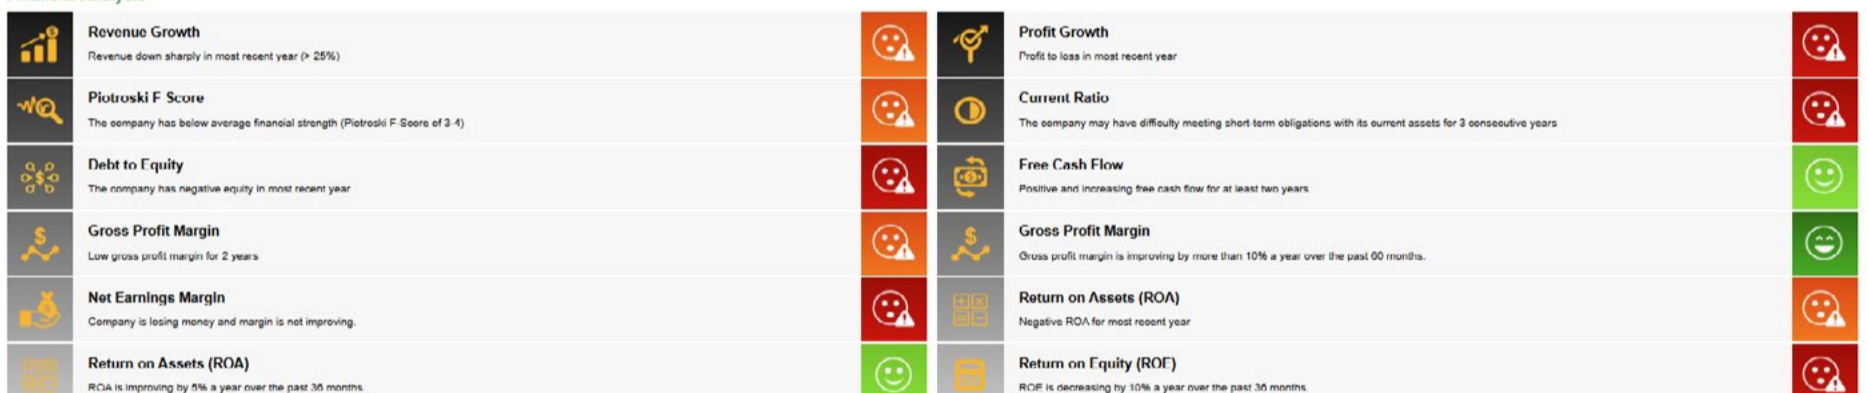 Revenue Growth
Revenue down sharply in most recent year (> 25%)
Profit Growth
Profit to loss in most recent year
Piotroski F Score
The company has below average financial strength (Piotroski F-Score of 3-4)
Current Ratio
The company may have difficulty meeting short term obligations with its current assets for 3 consecutive years
Debt to Equity
The company has negative equity in most recent year
Free Cash Flow
Positive and increasing free cash flow for at least two years
Gross Profit Margin
Low gross profit margin for 2 years
Gross Profit Margin
Gross profit margin is improving by more than 10% a year over the past 60 months.
Net Earnings Margin
Company is losing money and margin is not improving.
Return on Assets (ROA)
Negative ROA for most recent year
Return on Assets (ROA)
ROA is improving by 5% a year over the past 36 months.
Return on Equity (ROE)
ROE is decreasing by 10% a year over the past 36 months.